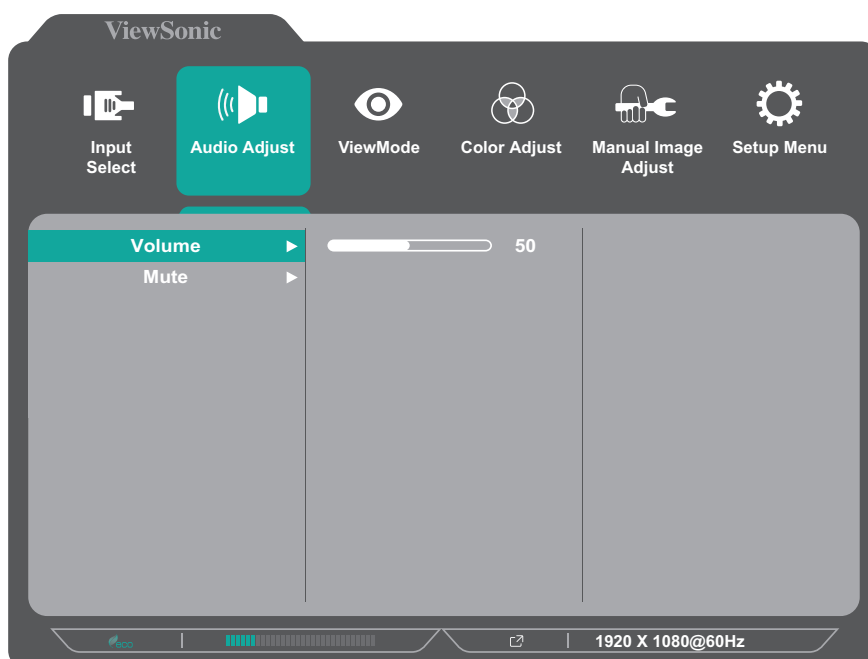 ViewSonic
Input
Select
Audio Adjust
ViewMode
Color Adjust
Manual Image
Adjust
Setup Menu
Volume
50
Mute
eco
1920 X 1080@60Hz